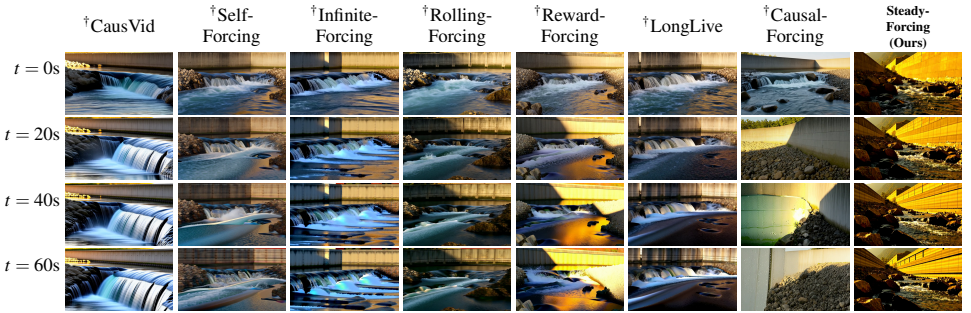 †CausVid
†Self-
Forcing
†Infinite-
Forcing
†Rolling-
Forcing
†Reward-
Forcing
†LongLive
†Causal-
Forcing
Steady-
Forcing
(Ours)
t = 0s
t = 20s
t = 40s
t = 60s